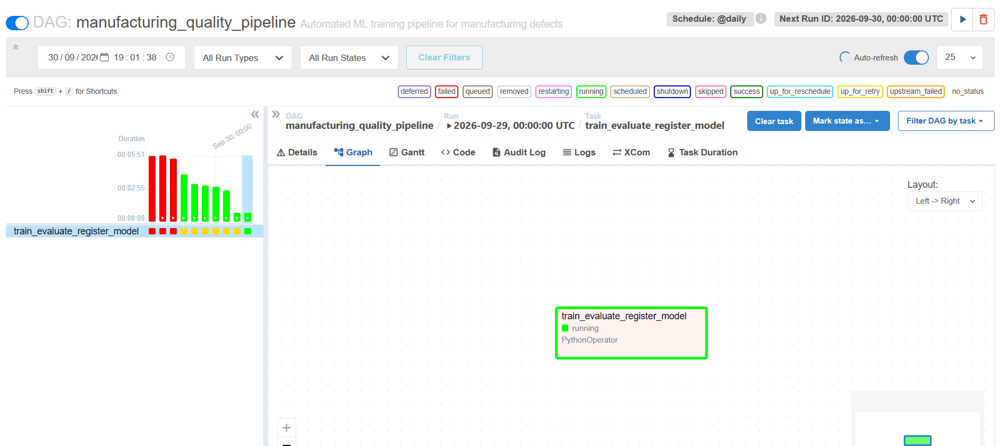 DAG: manufacturing_quality_pipeline Automated ML training pipeline for manufacturing defects
Schedule: @daily
Next Run ID: 2026-09-30, 00:00:00 UTC
30 / 09 / 2026 19 : 01 : 38
All Run Types
All Run States
Clear Filters
Auto-refresh
25
Press shift + / for Shortcuts
deferred failed queued removed restarting running scheduled shutdown skipped success up_for_reschedule up_for_retry upstream_failed no_status
DAG
manufacturing_quality_pipeline /
Run
2026-09-29, 00:00:00 UTC /
Task
train_evaluate_register_model
Clear task
Mark state as...
Filter DAG by task
Sep 30, 00:00
Duration
00:05:51
00:02:55
00:00:00
train_evaluate_register_model
Details
Graph
Gantt
Code
Audit Log
Logs
XCom
Task Duration
Layout:
Left -> Right
train_evaluate_register_model
running
PythonOperator